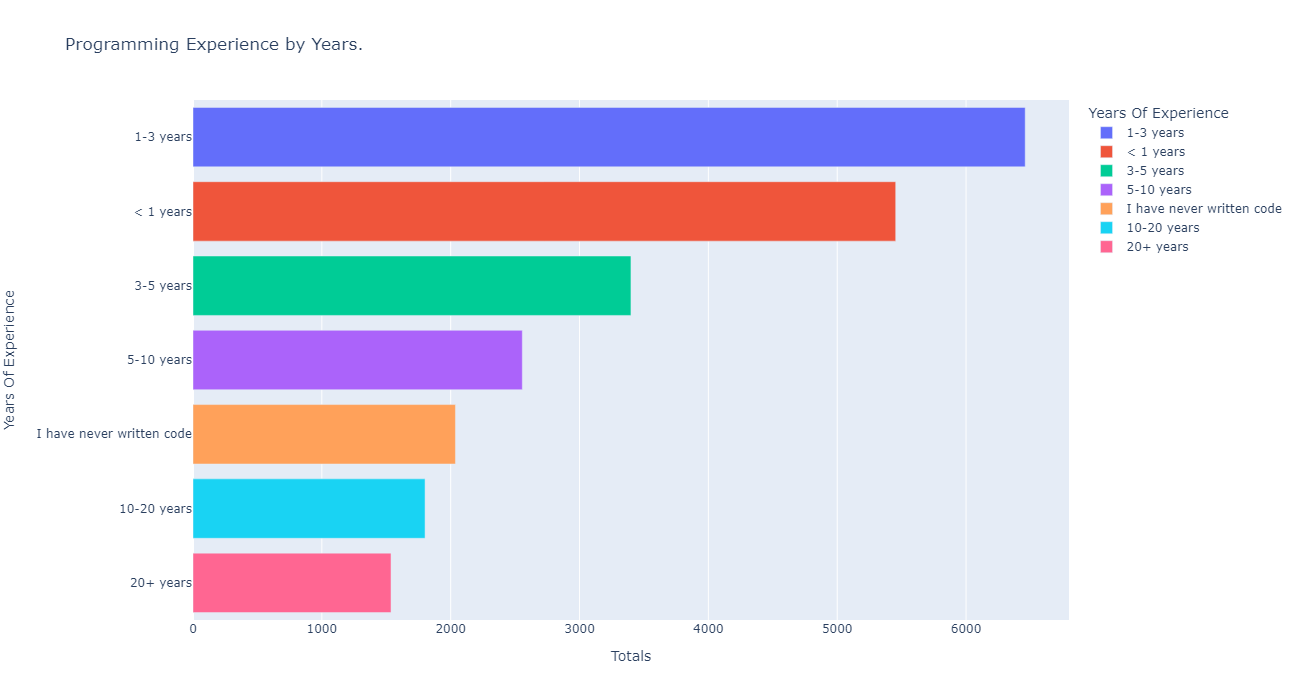 Programming Experience by Years.
Years Of Experience
1-3 years
< 1 years
3-5 years
5-10 years
I have never written code
10-20 years
20+ years
0 1000 2000 3000 4000 5000 6000
Totals
Years Of Experience
1-3 years
< 1 years
3-5 years
5-10 years
I have never written code
10-20 years
20+ years